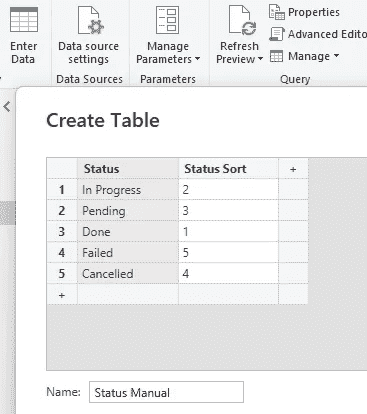 Enter Data
Data source settings
Manage Parameters
Refresh Preview
Properties
Advanced Edito
Manage
Data Sources
Parameters
Query
Create Table
Status Status Sort +
1 In Progress 2
2 Pending 3
3 Done 1
4 Failed 5
5 Cancelled 4
+
Name: Status Manual